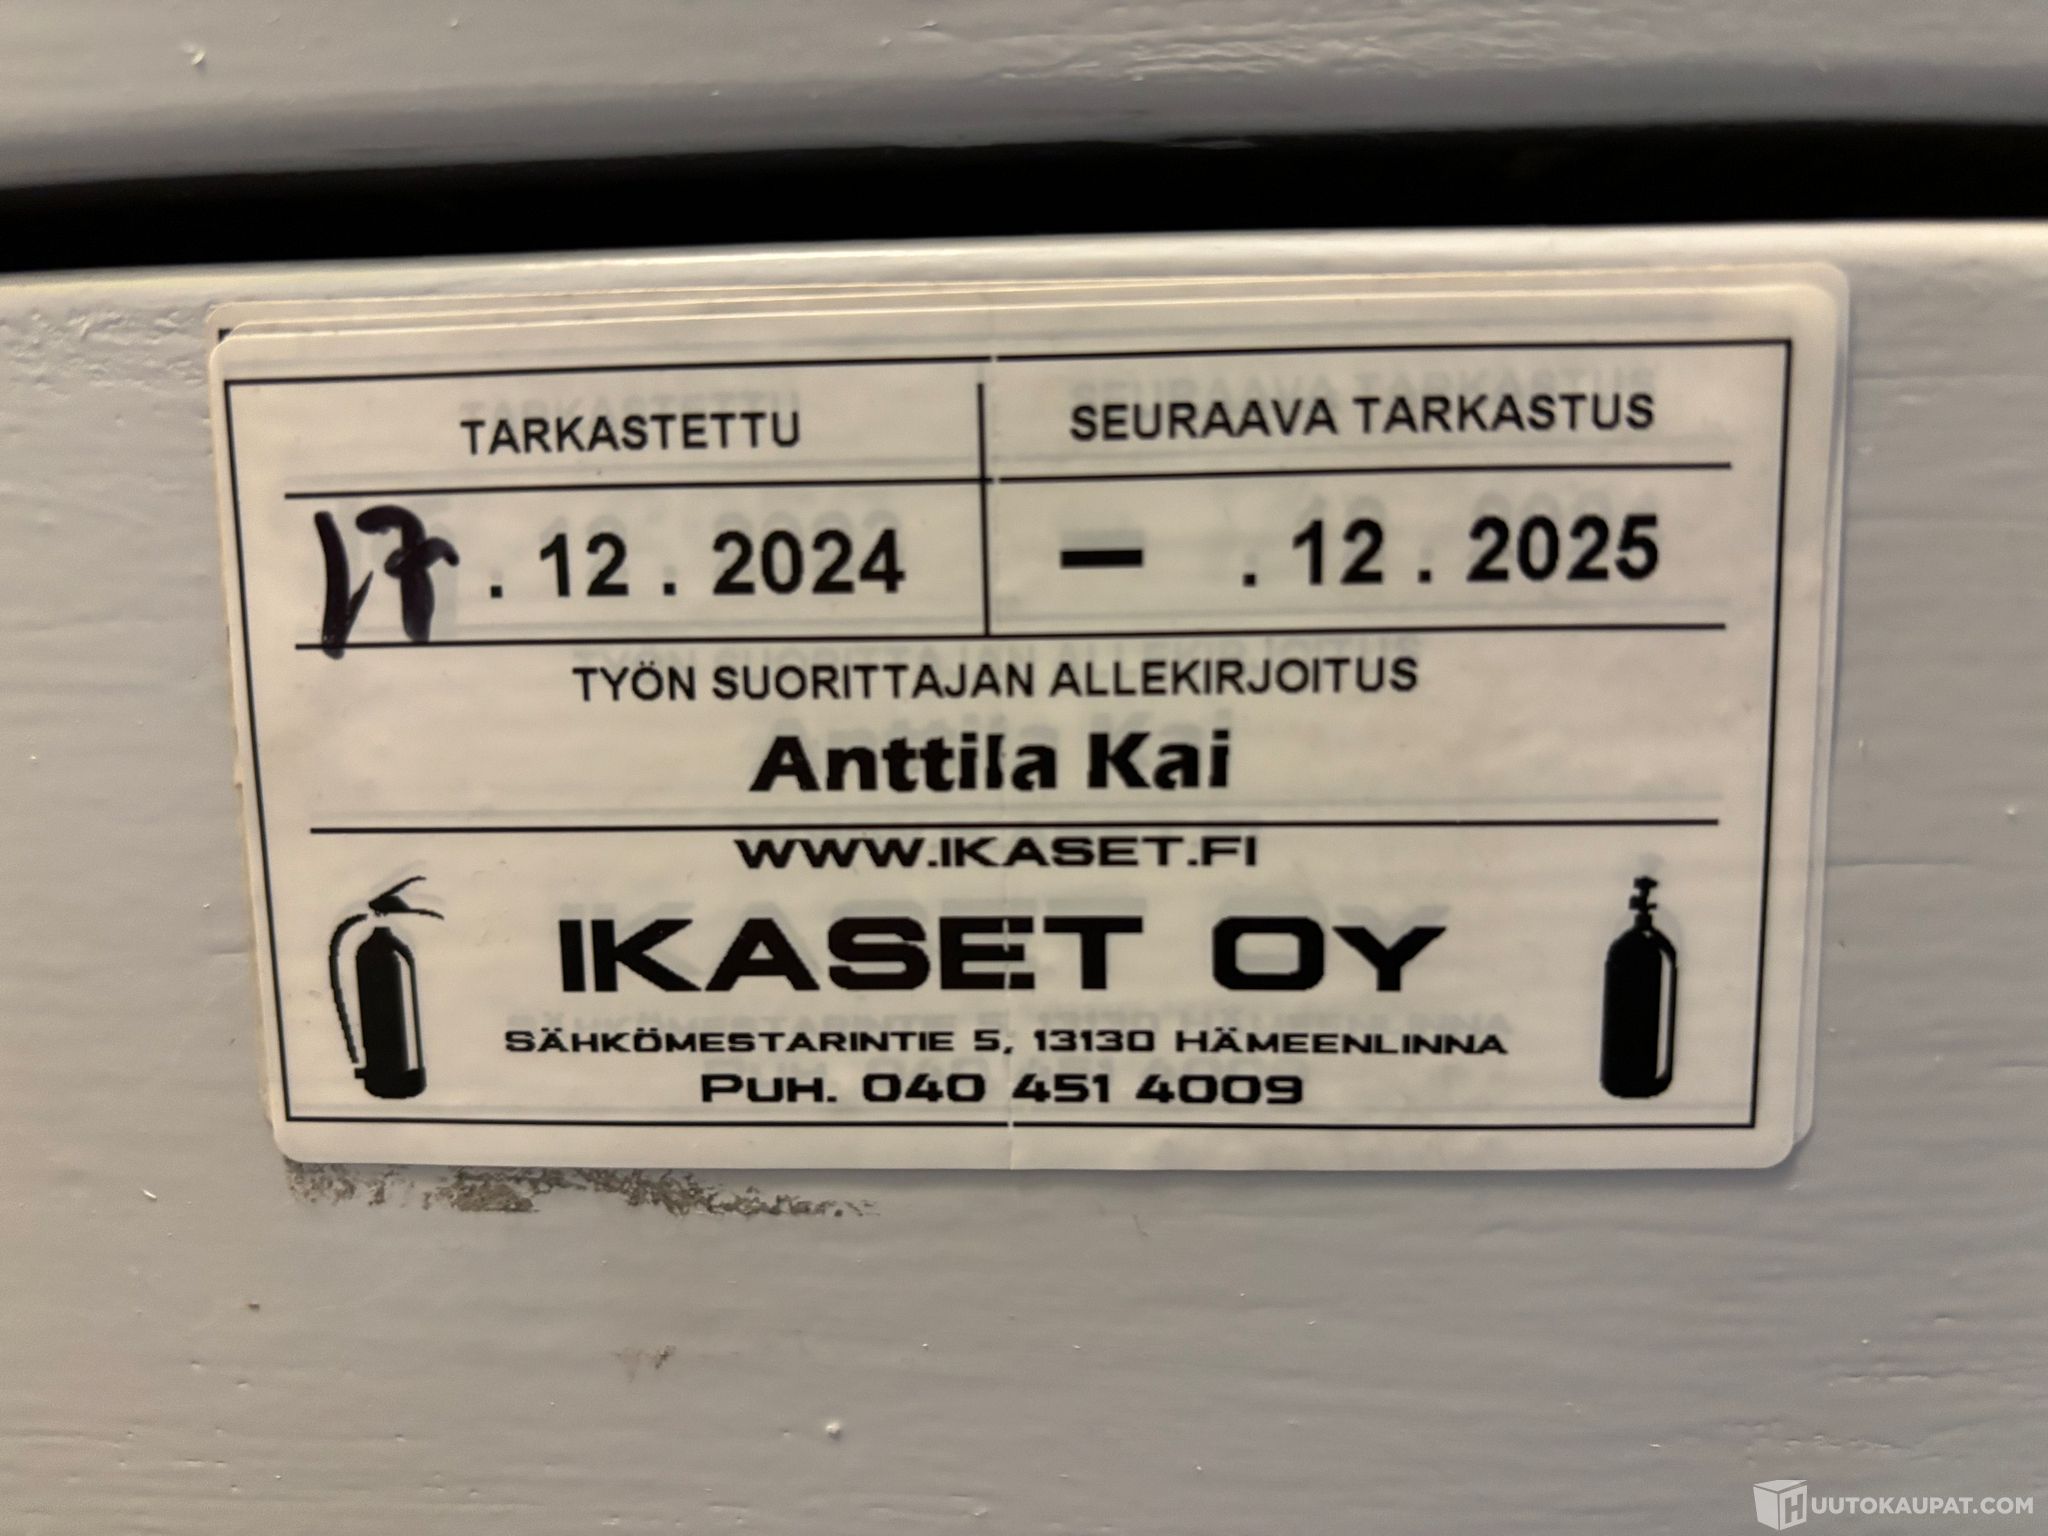 TARKASTETTU SEURAAVA TARKASTUS
17 . 12 . 2024 – . 12 . 2025
TYÖN SUORITTAJAN ALLEKIRJOITUS
Anttila Kai
WWW.IKASET.FI
IKASET OY
SÄHKÖMESTARINTIE 5, 13130 HÄMEENLINNA
PUH. 040 451 4009
HUUTOKAUPAT.COM